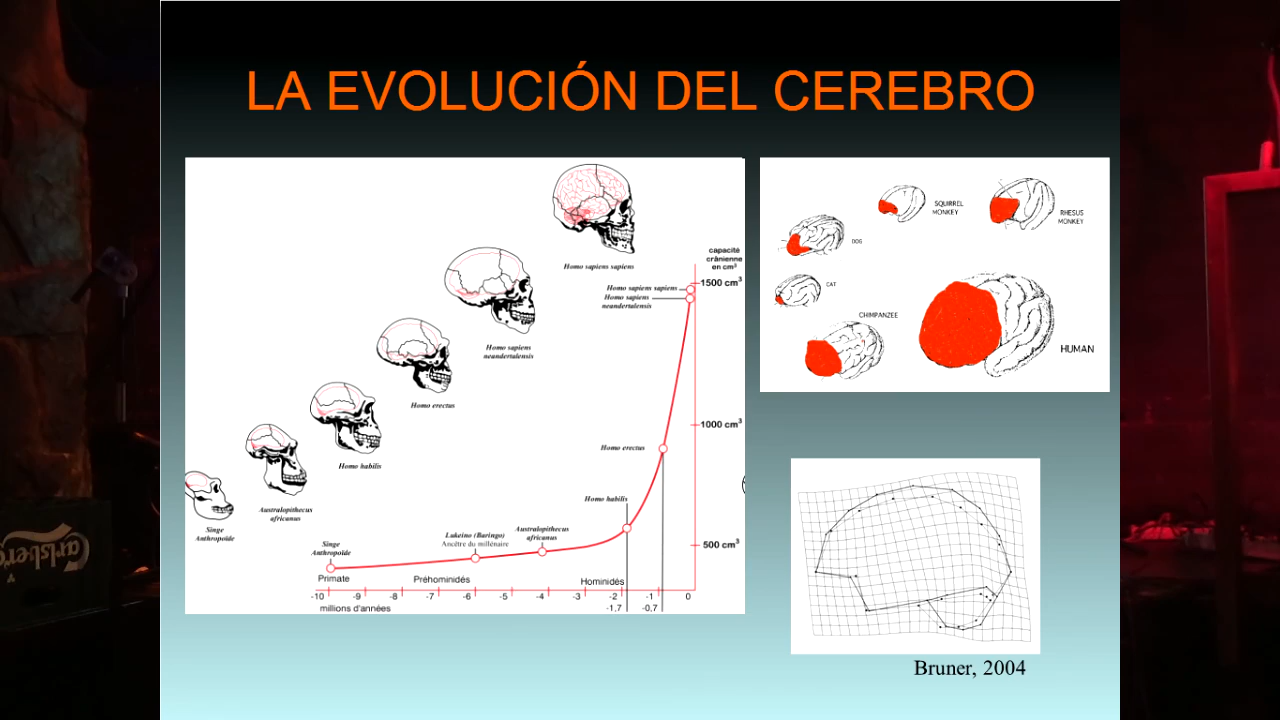 LA EVOLUCIÓN DEL CEREBRO
Homo sapiens sapiens
Homo sapiens
neandertalensis
Homo erectus
Homo habilis
Australopithecus
africanus
Singe
Anthropoïde
capacité
crânienne
en cm³
1500 cm³
Homo sapiens sapiens
Homo sapiens
neandertalensis
1000 cm³
Homo erectus
Homo habilis
500 cm³
Australopithecus
africanus
Lukeino (Baringo)
Ancêtre du millénaire
Singe
Anthropoïde
Primate
Préhominidés
Hominidés
-10 -9 -8 -7 -6 -5 -4 -3 -2 -1 0
millions d'années
-1,7 -0,7
SQUIRREL
MONKEY
RHESUS
MONKEY
DOG
CAT
CHIMPANZEE
HUMAN
Bruner, 2004
Carlsberg